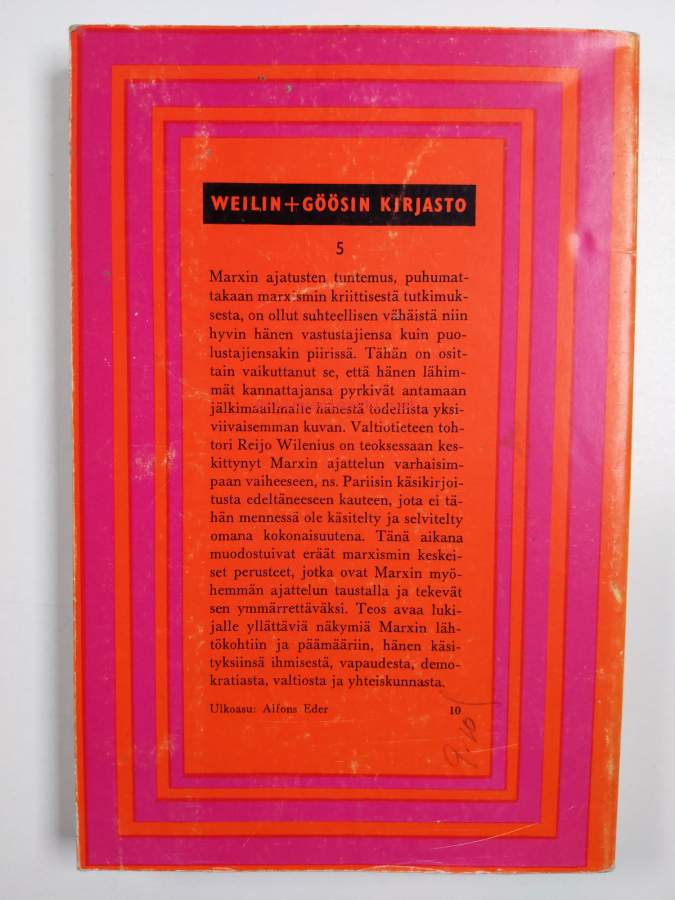 WEILIN+GÖÖSIN KIRJASTO
5
Marxin ajatusten tuntemus, puhumat-
takaan marxismin kriittisestä tutkimuk-
sesta, on ollut suhteellisen vähäistä niin
hyvin hänen vastustajiensa kuin puo-
lustajiensakin piirissä. Tähän on osit-
tain vaikuttanut se, että hänen lähim-
mät kannattajansa pyrkivät antamaan
jälkimaailmalle hänestä todellista yksi-
viivaisemman kuvan. Valtiotieteen toh-
tori Reijo Wilenius on teoksessaan kes-
kittynyt Marxin ajattelun varhaisim-
paan vaiheeseen, ns. Pariisin käsikirjoi-
tusta edeltäneeseen kauteen, jota ei tä-
hän mennessä ole käsitelty ja selvitelty
omana kokonaisuutena. Tänä aikana
muodostuivat eräät marxismin keskei-
set perusteet, jotka ovat Marxin myö-
hemmän ajattelun taustalla ja tekevät
sen ymmärrettäväksi. Teos avaa luki-
jalle yllättäviä näkymiä Marxin läh-
tökohtiin ja päämääriin, hänen käsi-
tyksiinsä ihmisestä, vapaudesta, demo-
kratiasta, valtiosta ja yhteiskunnasta.
Ulkoasu: Alfons Eder 10